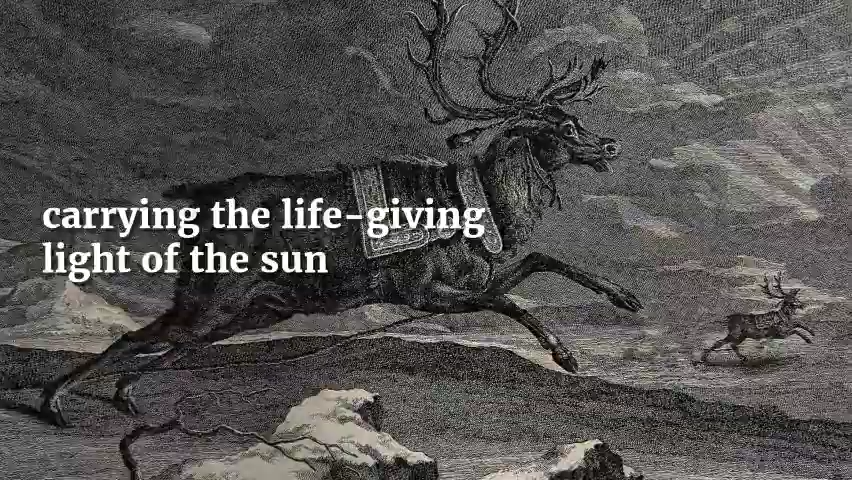 carrying the life-giving
light of the sun